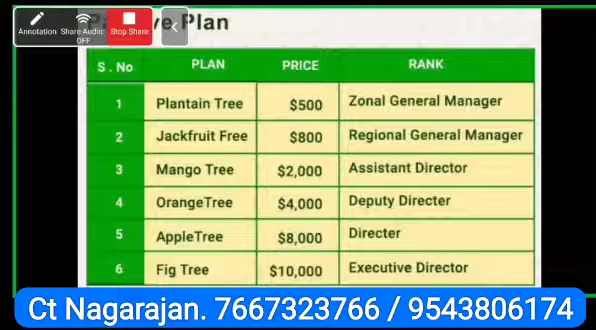 Annotation Share Audio: OFF Stop Share
ve Plan
S . No PLAN PRICE RANK
1 Plantain Tree $500 Zonal General Manager
2 Jackfruit Free $800 Regional General Manager
3 Mango Tree $2,000 Assistant Director
4 OrangeTree $4,000 Deputy Directer
5 AppleTree $8,000 Directer
6 Fig Tree $10,000 Executive Director
Ct Nagarajan. 7667323766 / 9543806174